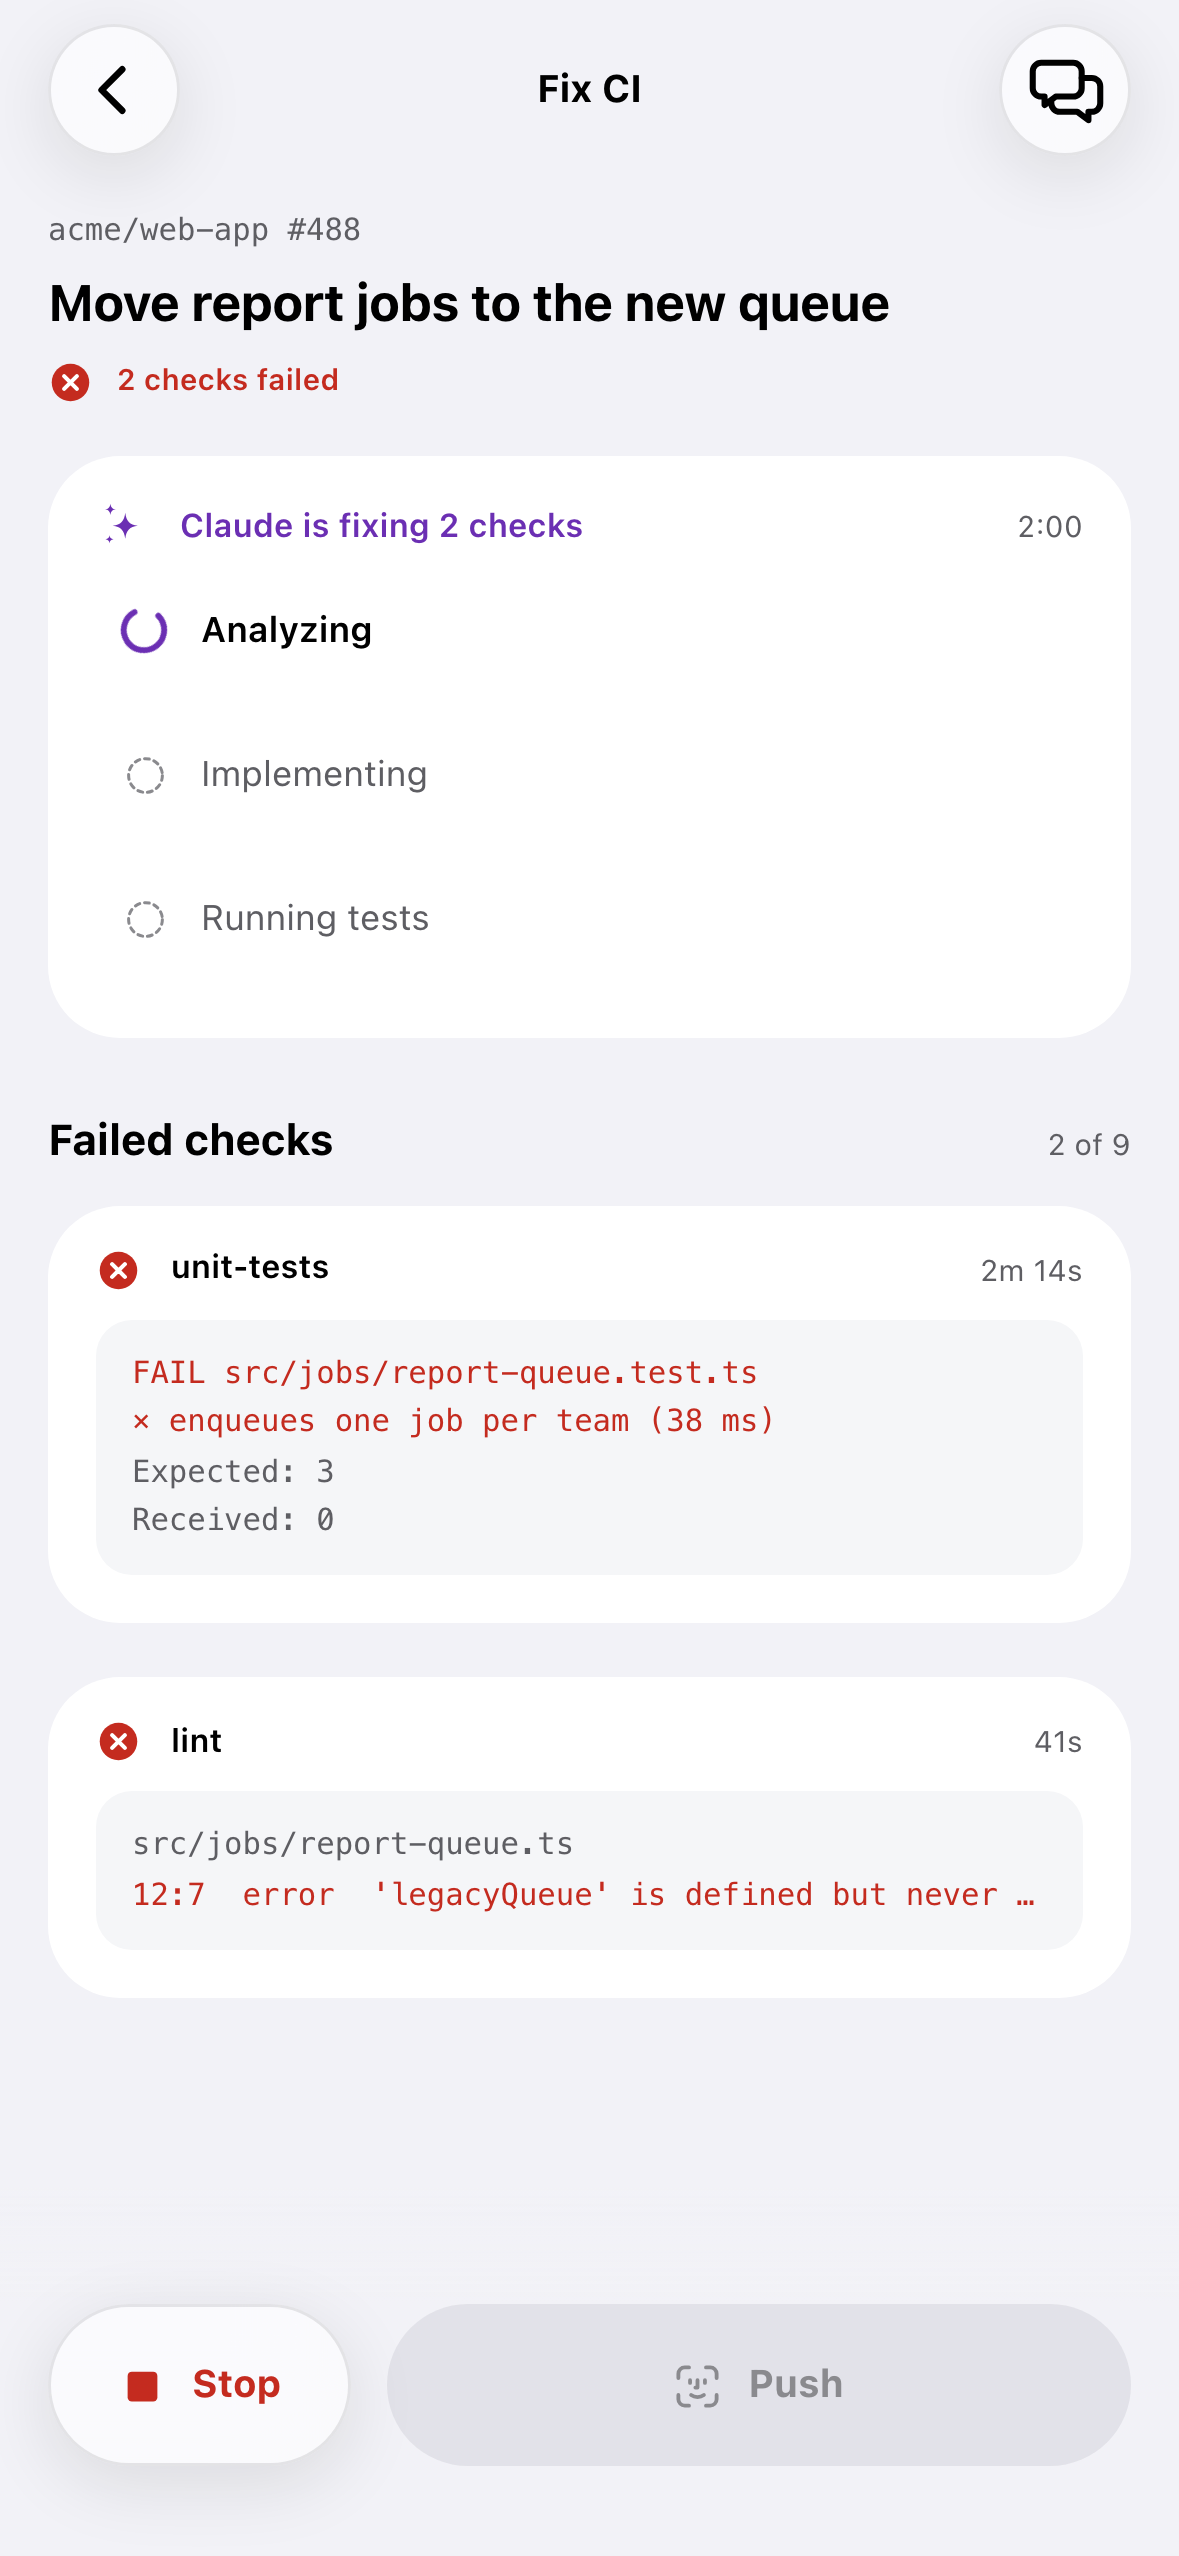 Fix CI
acme/web-app #488
Move report jobs to the new queue
2 checks failed
Claude is fixing 2 checks
2:00
Analyzing
Implementing
Running tests
Failed checks
2 of 9
unit-tests
2m 14s
FAIL src/jobs/report-queue.test.ts
× enqueues one job per team (38 ms)
Expected: 3
Received: 0
lint
41s
src/jobs/report-queue.ts
12:7  error  'legacyQueue' is defined but never …
Stop
Push